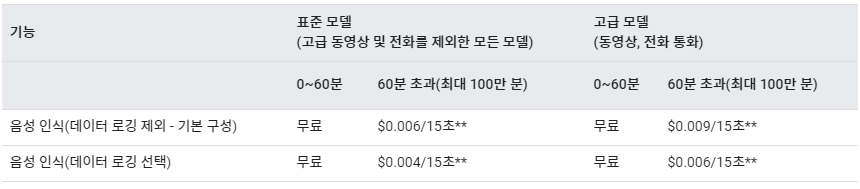 기능
표준 모델
(고급 동영상 및 전화를 제외한 모든 모델)
고급 모델
(동영상, 전화 통화)
0~60분 60분 초과(최대 100만 분) 0~60분 60분 초과(최대 100만 분)
음성 인식(데이터 로깅 제외 - 기본 구성) 무료 $0.006/15초** 무료 $0.009/15초**
음성 인식(데이터 로깅 선택) 무료 $0.004/15초** 무료 $0.006/15초**